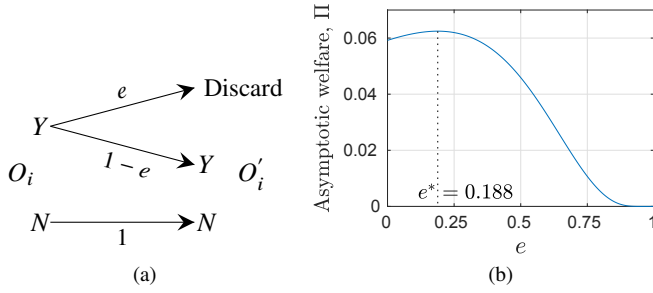 e
Discard
Y
1 − e
Y
O_i
O_i'
N
1
N
(a)
Asymptotic welfare, Π
0.06
0.04
0.02
0
e* = 0.188
0 0.25 0.5 0.75 1
e
(b)